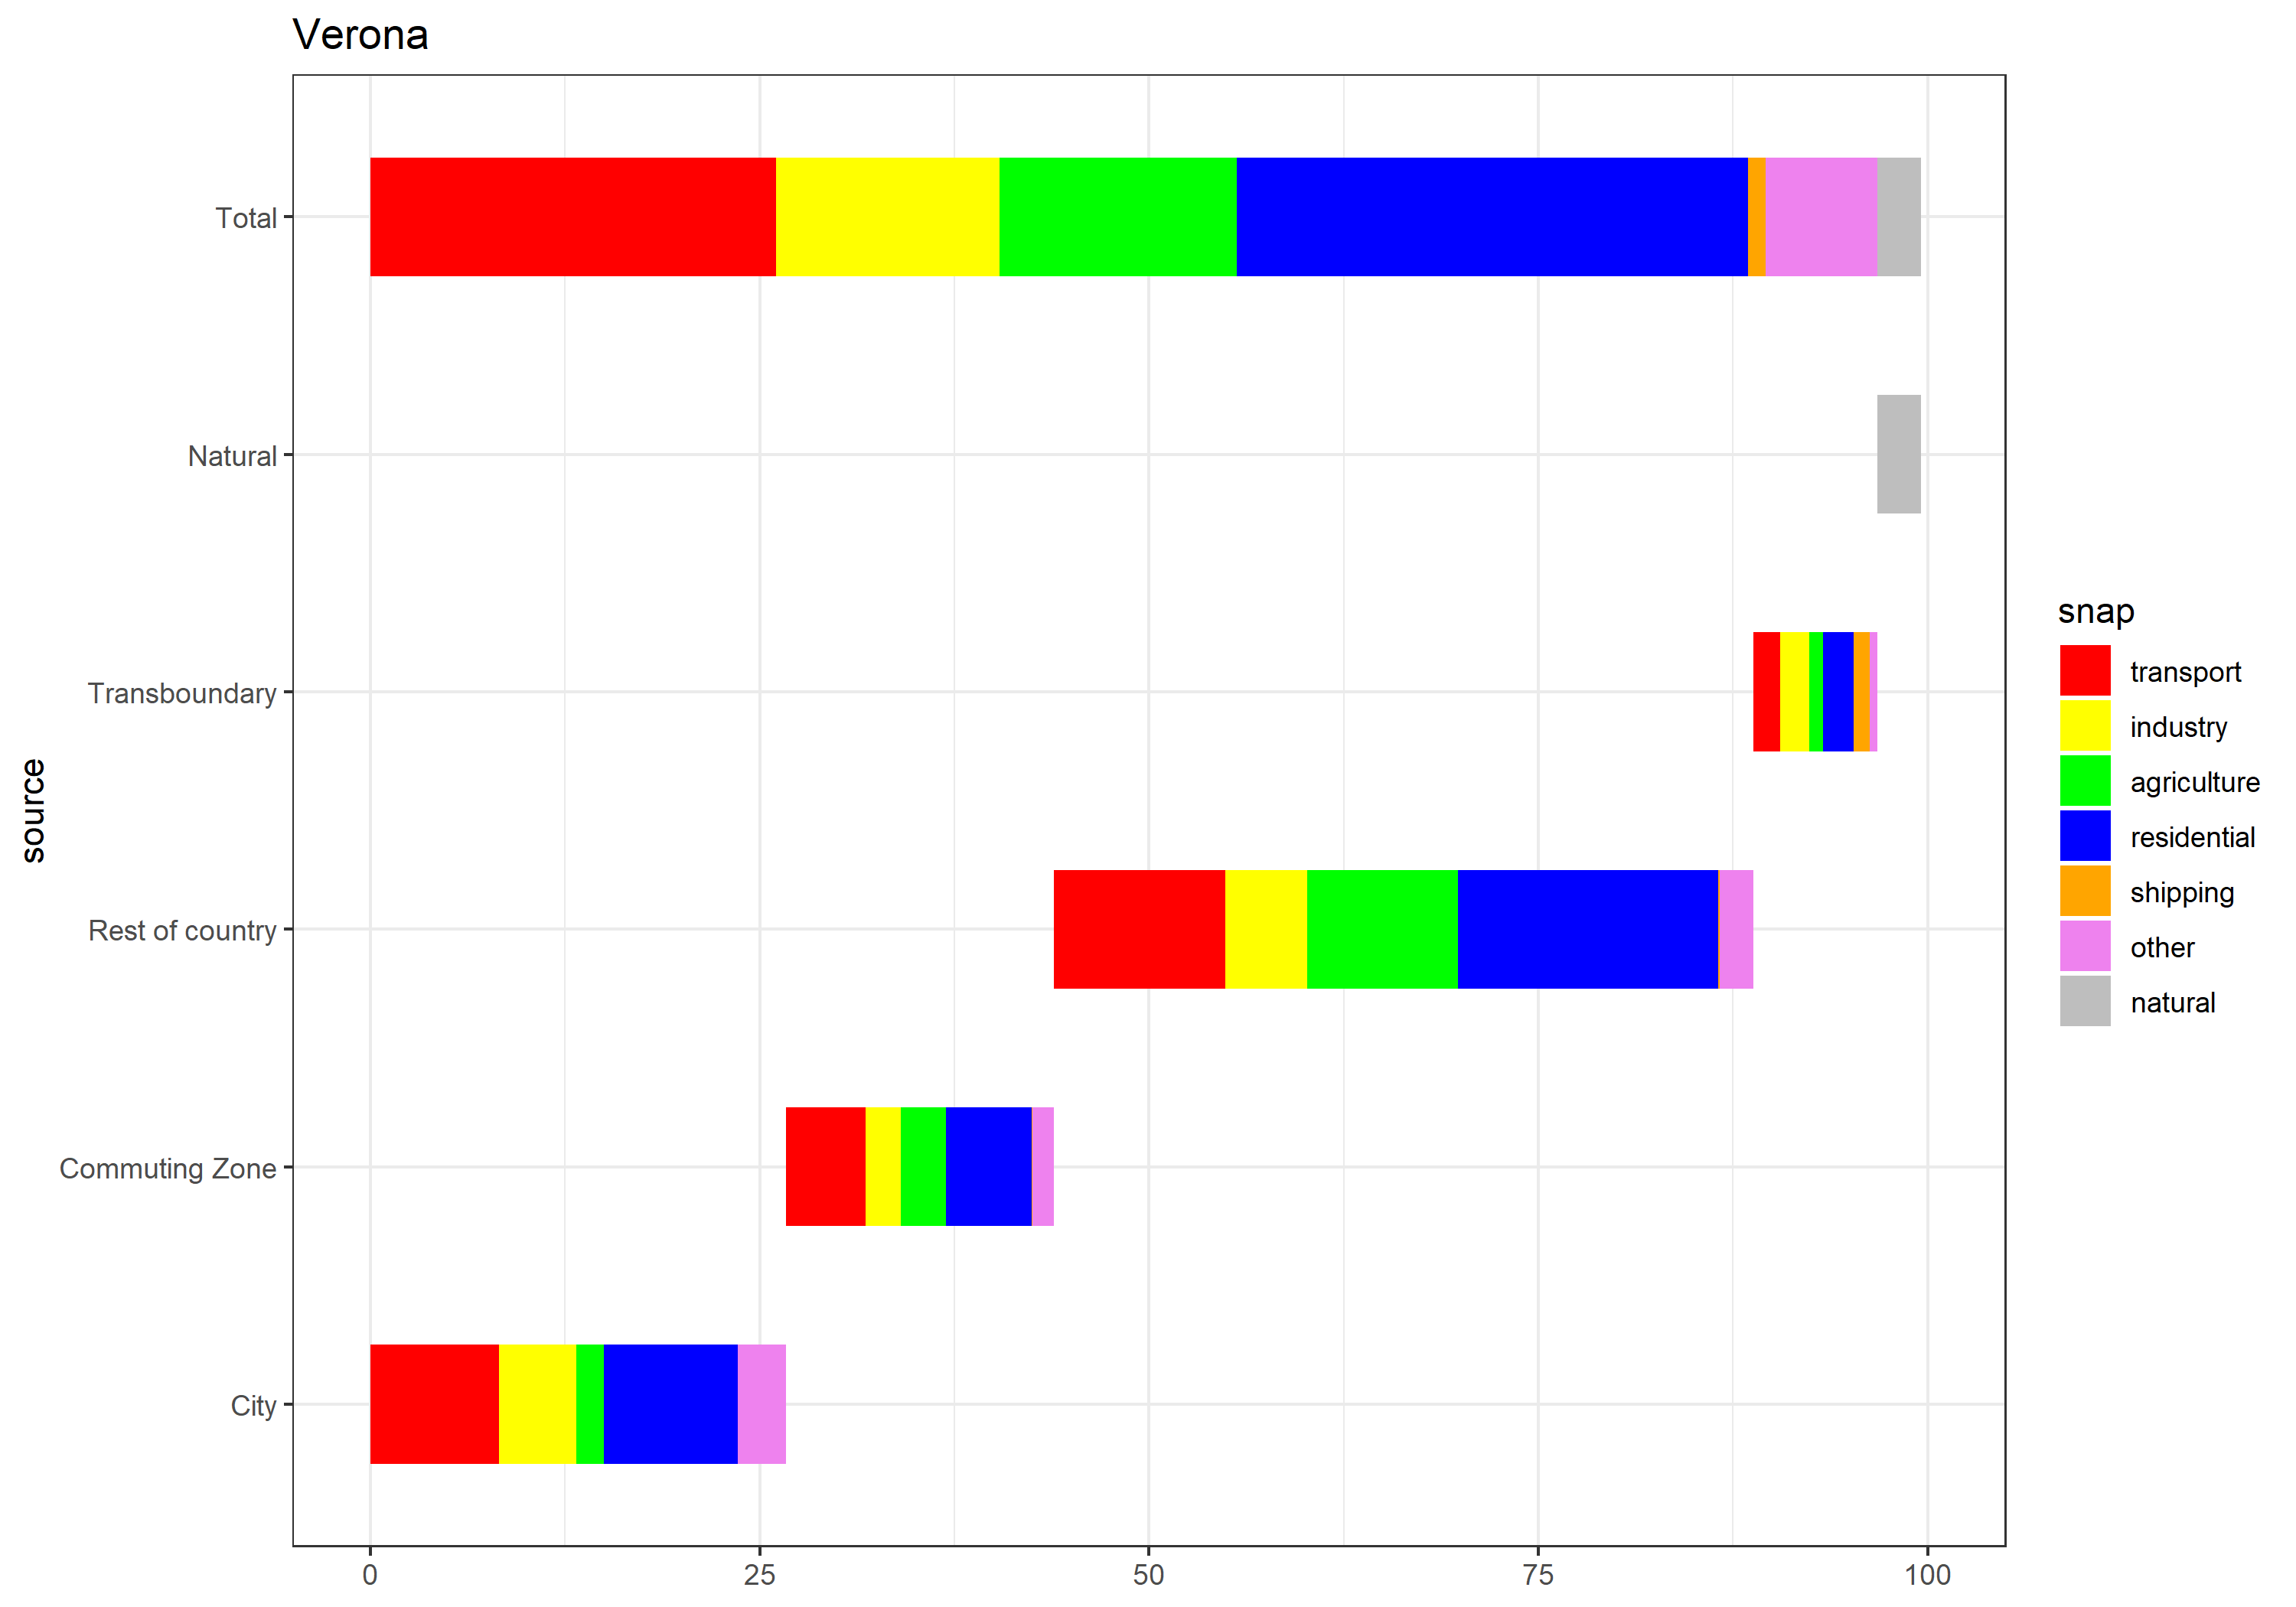 Verona
Total
Natural
Transboundary
Rest of country
Commuting Zone
City
source
0
25
50
75
100
snap
transport
industry
agriculture
residential
shipping
other
natural